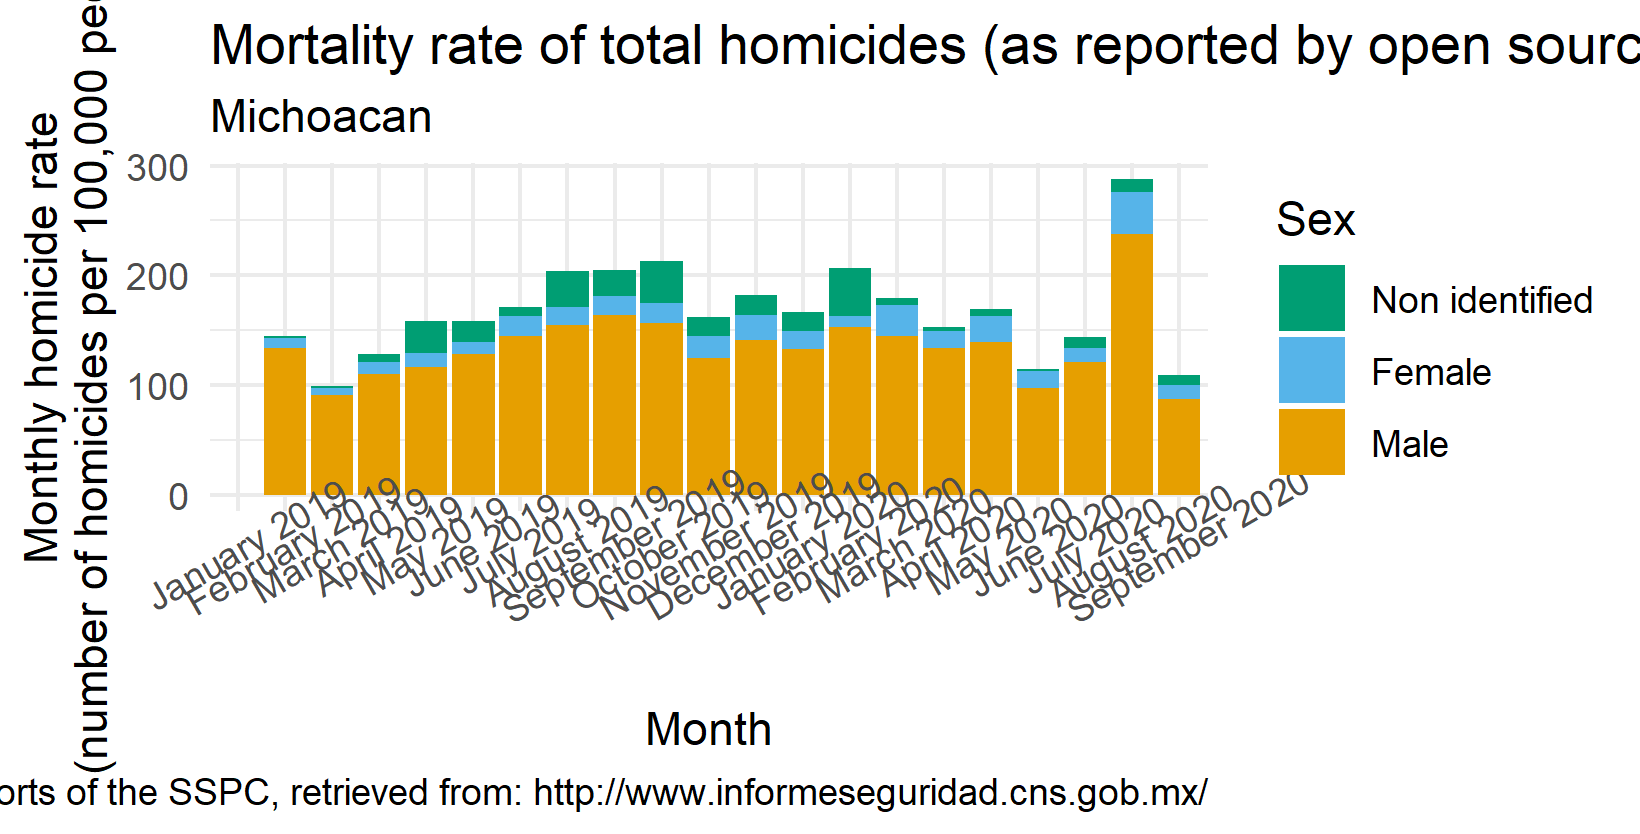 Mortality rate of total homicides (as reported by open sourc
Michoacan
Monthly homicide rate
(number of homicides per 100,000 peo
300
200
100
0
January 2019
February 2019
March 2019
April 2019
May 2019
June 2019
July 2019
August 2019
September 2019
October 2019
November 2019
December 2019
January 2020
February 2020
March 2020
April 2020
May 2020
June 2020
July 2020
August 2020
September 2020
Month
Sex
Non identified
Female
Male
orts of the SSPC, retrieved from: http://www.informeseguridad.cns.gob.mx/